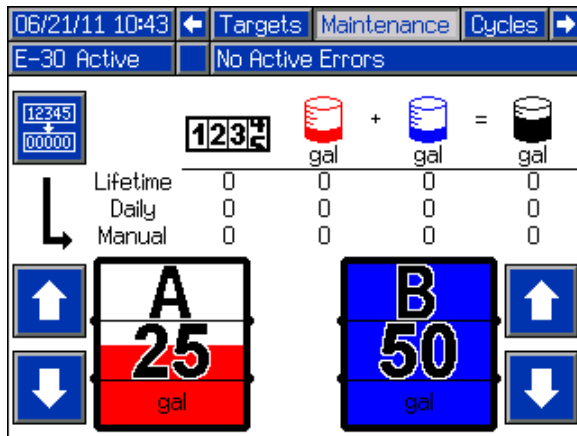 06/21/11 10:43 Targets Maintenance Cycles
E-30 Active No Active Errors
12345
00000
1234
+ =
gal gal gal
Lifetime 0 0 0 0
Daily 0 0 0 0
Manual 0 0 0 0
A B
25 50
gal gal